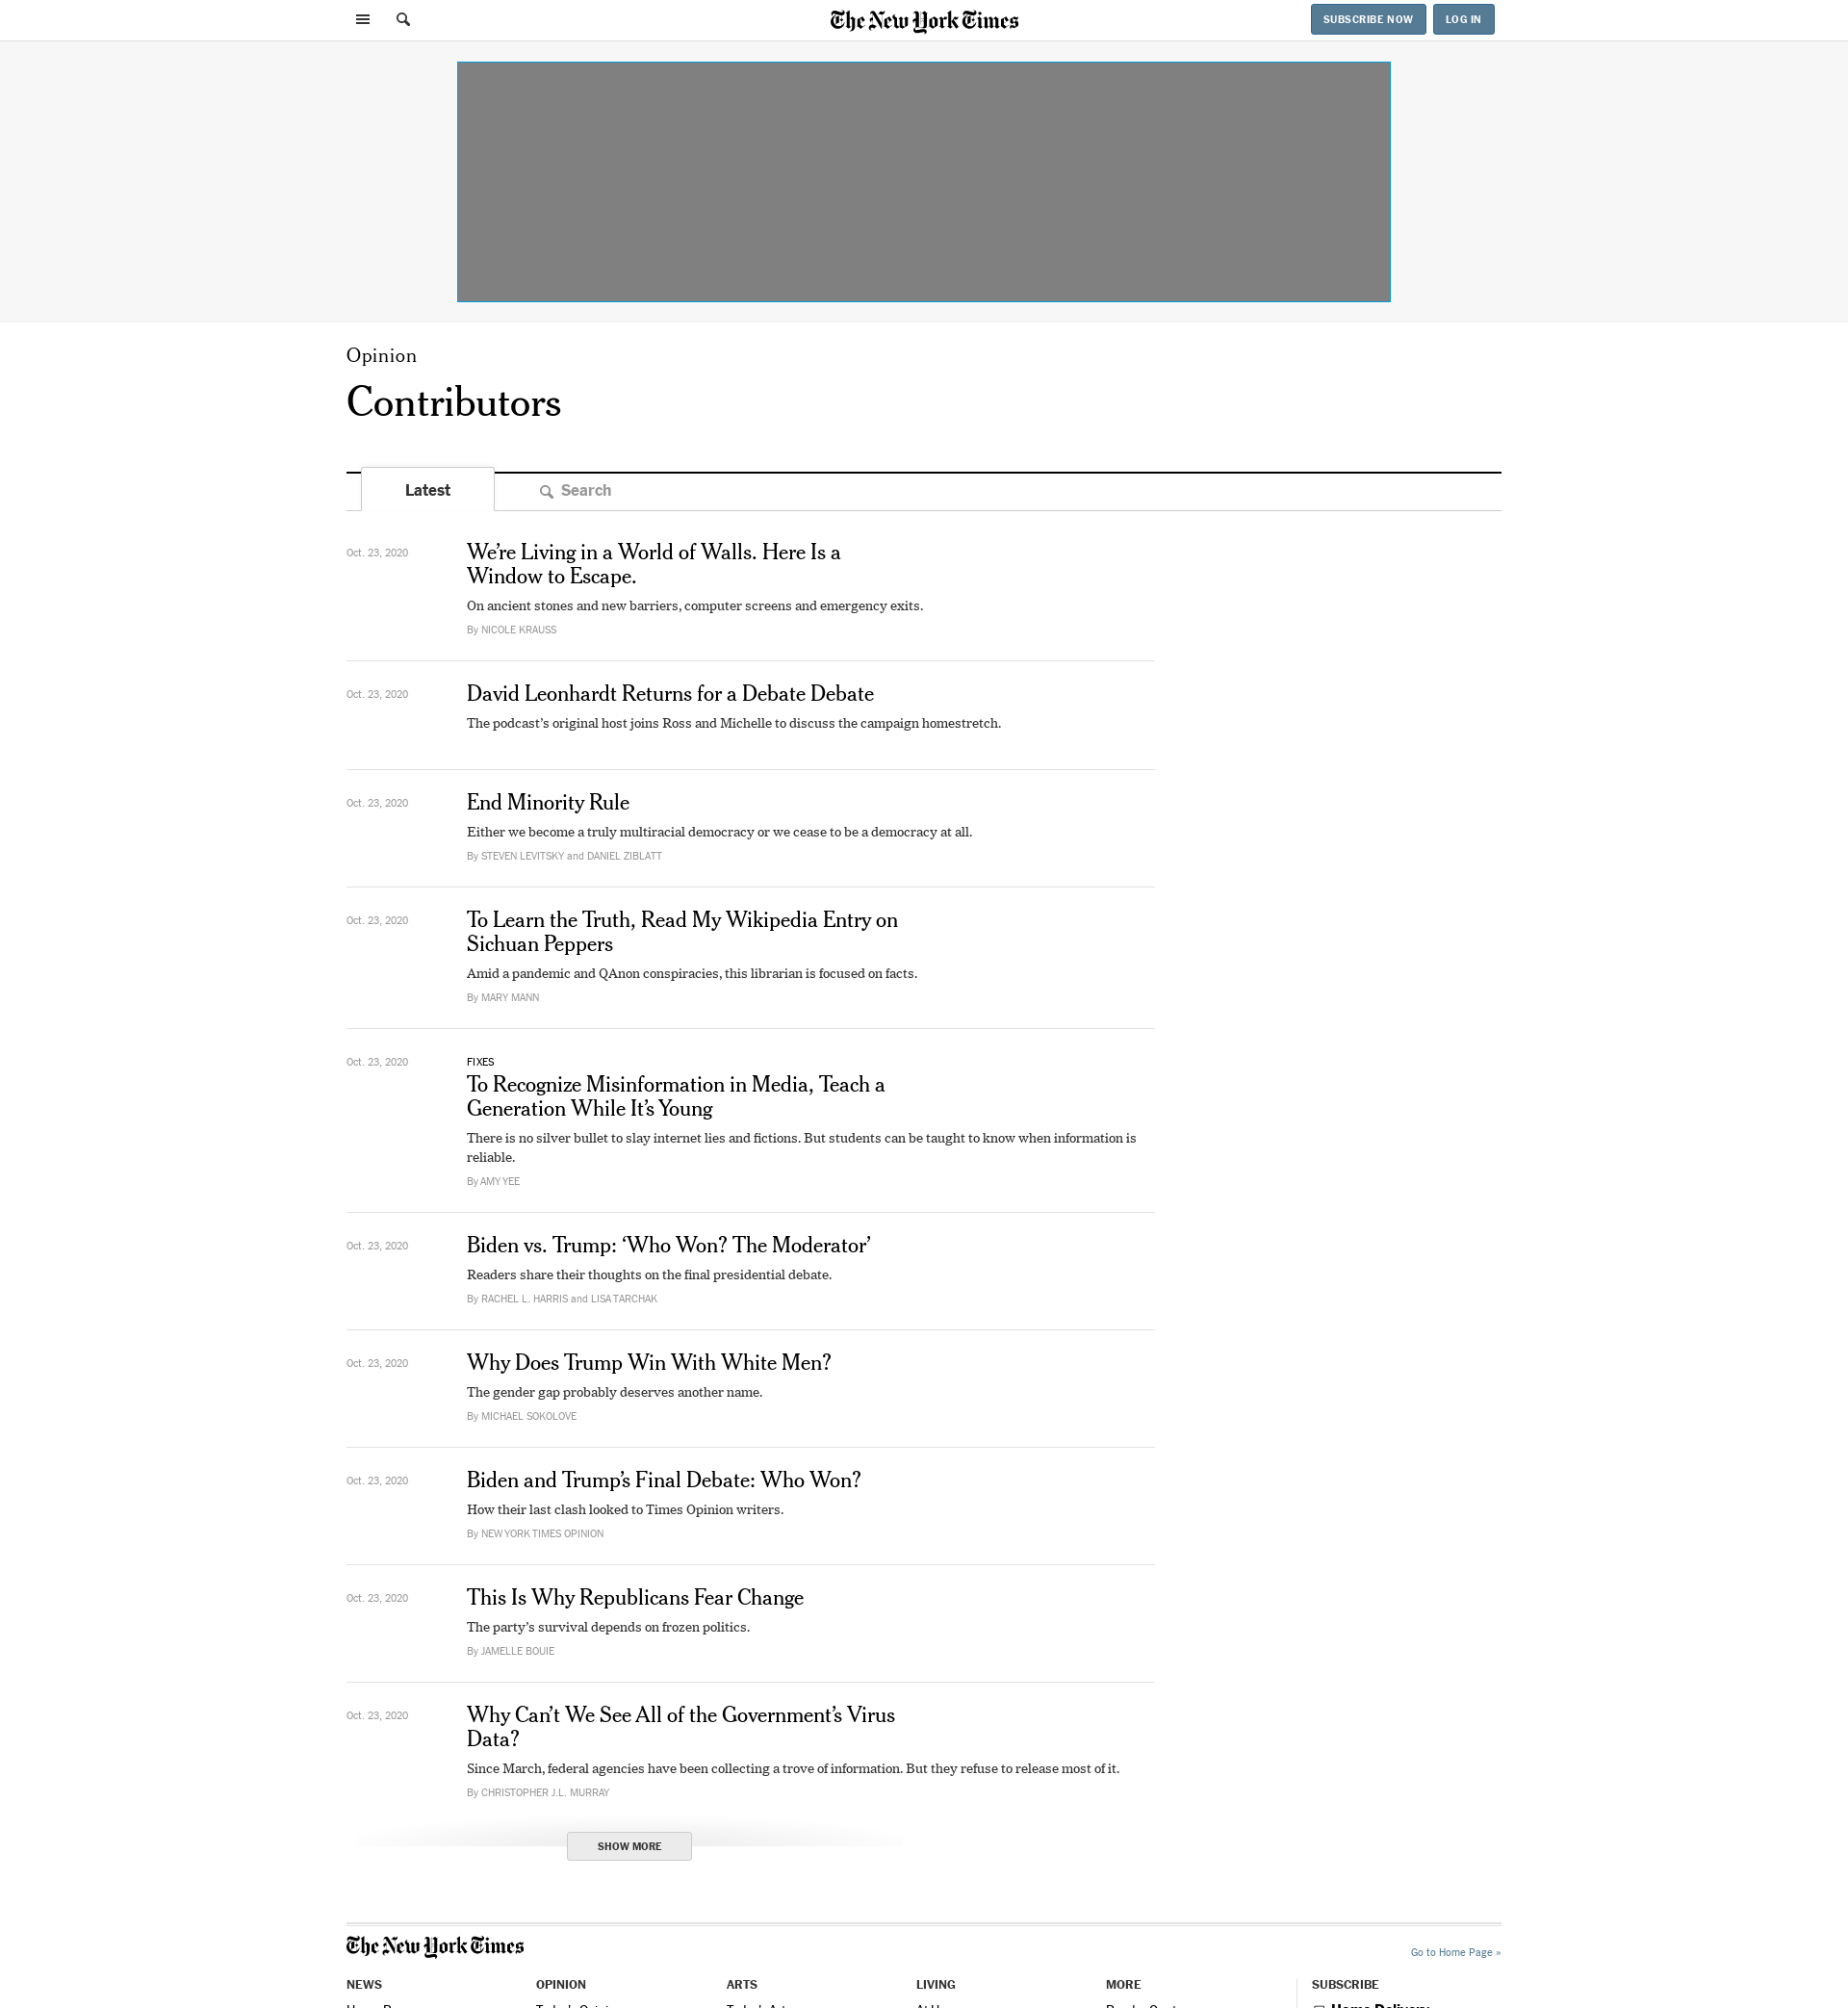 The New York Times
SUBSCRIBE NOW
LOG IN
Opinion
Contributors
Latest
Search
Oct. 23, 2020
We’re Living in a World of Walls. Here Is a
Window to Escape.
On ancient stones and new barriers, computer screens and emergency exits.
By NICOLE KRAUSS
Oct. 23, 2020
David Leonhardt Returns for a Debate Debate
The podcast’s original host joins Ross and Michelle to discuss the campaign homestretch.
Oct. 23, 2020
End Minority Rule
Either we become a truly multiracial democracy or we cease to be a democracy at all.
By STEVEN LEVITSKY and DANIEL ZIBLATT
Oct. 23, 2020
To Learn the Truth, Read My Wikipedia Entry on
Sichuan Peppers
Amid a pandemic and QAnon conspiracies, this librarian is focused on facts.
By MARY MANN
Oct. 23, 2020
FIXES
To Recognize Misinformation in Media, Teach a
Generation While It’s Young
There is no silver bullet to slay internet lies and fictions. But students can be taught to know when information is
reliable.
By AMY YEE
Oct. 23, 2020
Biden vs. Trump: ‘Who Won? The Moderator’
Readers share their thoughts on the final presidential debate.
By RACHEL L. HARRIS and LISA TARCHAK
Oct. 23, 2020
Why Does Trump Win With White Men?
The gender gap probably deserves another name.
By MICHAEL SOKOLOVE
Oct. 23, 2020
Biden and Trump’s Final Debate: Who Won?
How their last clash looked to Times Opinion writers.
By NEW YORK TIMES OPINION
Oct. 23, 2020
This Is Why Republicans Fear Change
The party’s survival depends on frozen politics.
By JAMELLE BOUIE
Oct. 23, 2020
Why Can’t We See All of the Government’s Virus
Data?
Since March, federal agencies have been collecting a trove of information. But they refuse to release most of it.
By CHRISTOPHER J.L. MURRAY
SHOW MORE
The New York Times
Go to Home Page »
NEWS
OPINION
ARTS
LIVING
MORE
SUBSCRIBE
Home Delivery